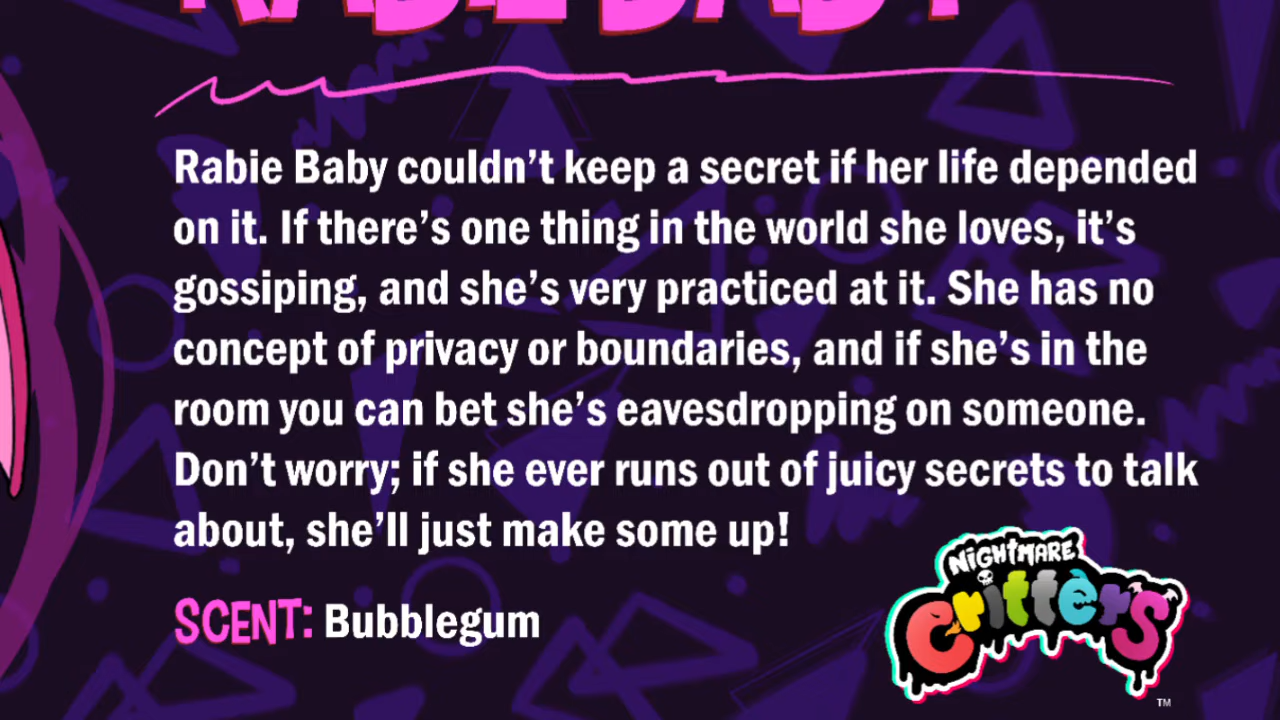 RABIE BABY
Rabie Baby couldn’t keep a secret if her life depended
on it. If there’s one thing in the world she loves, it’s
gossiping, and she’s very practiced at it. She has no
concept of privacy or boundaries, and if she’s in the
room you can bet she’s eavesdropping on someone.
Don’t worry; if she ever runs out of juicy secrets to talk
about, she’ll just make some up!
SCENT: Bubblegum
NIGHTMARE
CRITTERS
TM